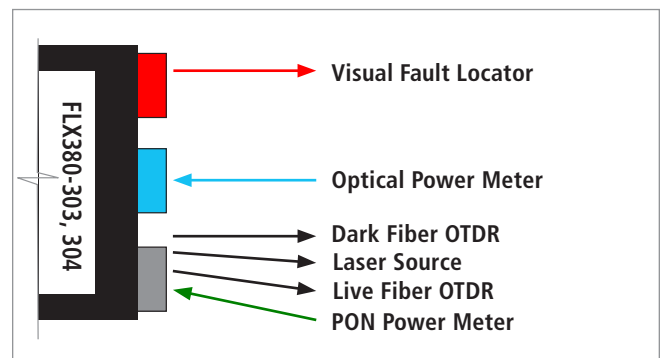 FLX380-303, 304
Visual Fault Locator
Optical Power Meter
Dark Fiber OTDR
Laser Source
Live Fiber OTDR
PON Power Meter